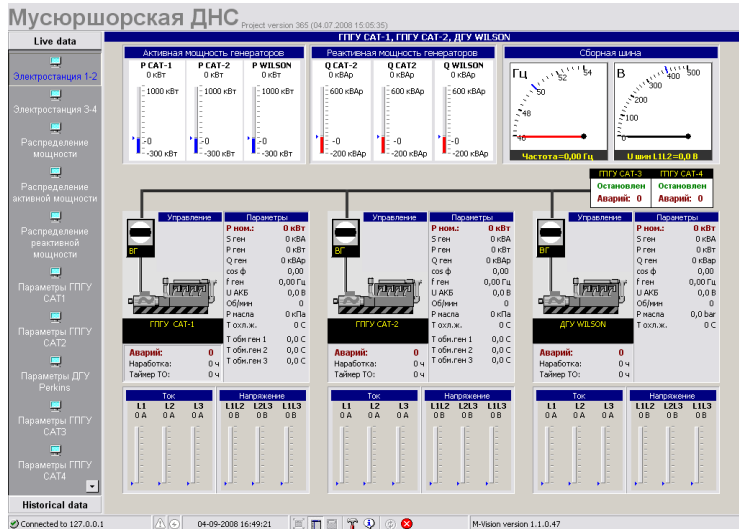 Мусюршорская ДНС Project version 365 (04.07.2008 15:05:35)
Live data
ГПГУ САТ-1, ГПГУ САТ-2, ДГУ WILSON
Электростанция 1-2
Электростанция 3-4
Распределение
мощности
Распределение
активной мощности
Распределение
реактивной
мощности
Параметры ГПГУ
САТ1
Параметры ГПГУ
САТ2
Параметры ДГУ
Perkins
Параметры ГПГУ
САТ3
Параметры ГПГУ
САТ4
Historical data
Активная мощность генераторов
P CAT-1 P CAT-2 P WILSON
0 кВт 0 кВт 0 кВт
1000 кВт 1000 кВт 1000 кВт
-0 -0 -0
-300 кВт -300 кВт -300 кВт
Реактивная мощность генераторов
Q CAT-2 Q CAT2 Q WILSON
0 кВАр 0 кВАр 0 кВАр
600 кВАр 600 кВАр 600 кВАр
-0 -0 -0
-200 кВАр -200 кВАр -200 кВАр
Сборная шина
Гц 46 48 50 52 54
Частота=0,00 Гц
В 0 100 200 300 400 500
U шин L1L2=0,0 В
ГПГУ САТ-3 ГПГУ САТ-4
Остановлен Остановлен
Аварий: 0 Аварий: 0
Управление Параметры
ВГ
P ном.: 0 кВт
S ген 0 кВА
P ген 0 кВт
Q ген 0 кВАр
cos ф 0,00
f ген 0,00 Гц
U АКБ 0,0 В
Об/мин 0
P масла 0 кПа
T охл.ж. 0 С
T обм.ген 1 0,0 С
T обм.ген 2 0,0 С
T обм.ген 3 0,0 С
ГПГУ САТ-1
Аварий: 0
Наработка: 0 ч
Таймер ТО: 0 ч
Управление Параметры
ВГ
P ном.: 0 кВт
S ген 0 кВА
P ген 0 кВт
Q ген 0 кВАр
cos ф 0,00
f ген 0,00 Гц
U АКБ 0,0 В
Об/мин 0
P масла 0 кПа
T охл.ж. 0 С
T обм.ген 1 0,0 С
T обм.ген 2 0,0 С
T обм.ген 3 0,0 С
ГПГУ САТ-2
Аварий: 0
Наработка: 0 ч
Таймер ТО: 0 ч
Управление Параметры
ВГ
P ном.: 0 кВт
S ген 0 кВА
P ген 0 кВт
Q ген 0 кВар
cos ф 0,00
f ген 0,00 Гц
U АКБ 0,0 В
Об/мин 0
P масла 0,0 bar
T охл.ж. 0 С
ДГУ WILSON
Аварий: 0
Наработка: 0 ч
Таймер ТО: 0 ч
Ток Напряжение
L1 L2 L3 L1L2 L2L3 L1L3
0 А 0 А 0 А 0 В 0 В 0 В
Ток Напряжение
L1 L2 L3 L1L2 L2L3 L1L3
0 А 0 А 0 А 0 В 0 В 0 В
Ток Напряжение
L1 L2 L3 L1L2 L2L3 L1L3
0 А 0 А 0 А 0 В 0 В 0 В
Connected to 127.0.0.1 04-09-2008 16:49:21 M-Vision version 1.1.0.47